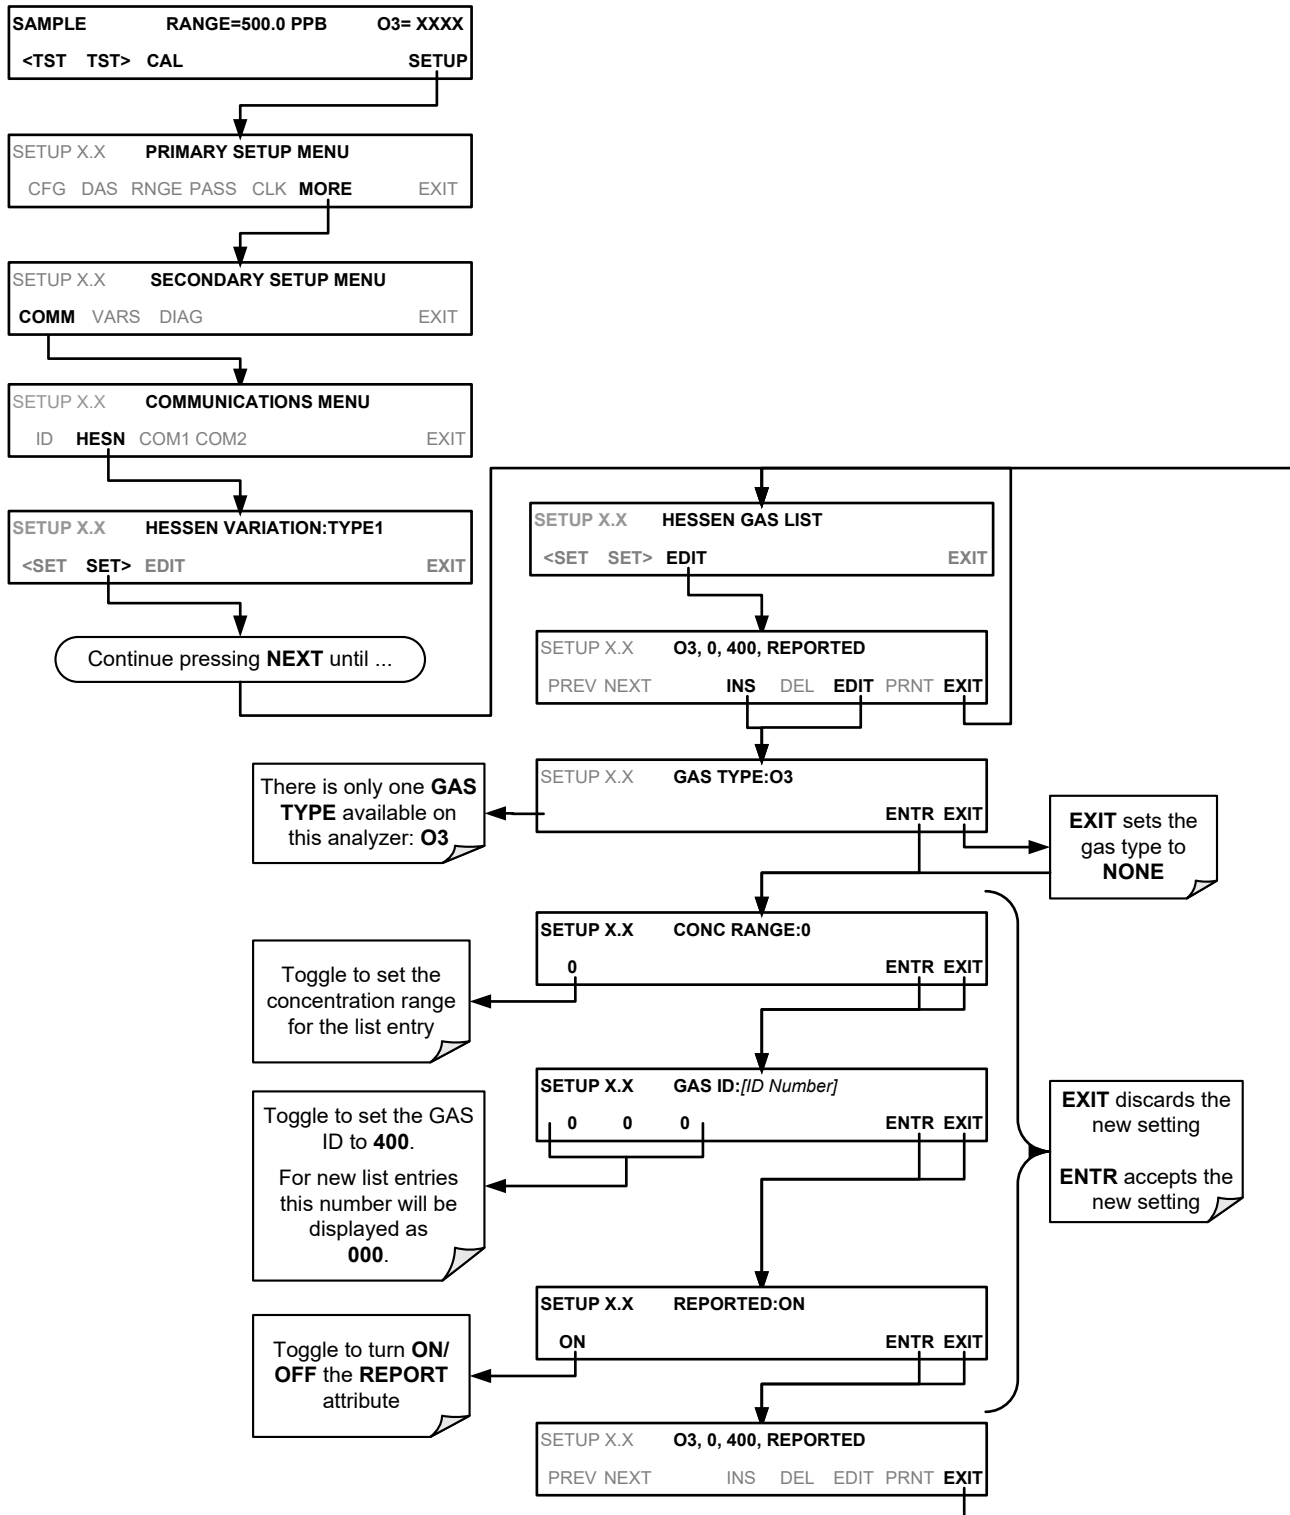 SAMPLE RANGE=500.0 PPB O3= XXXX
<TST TST> CAL SETUP
SETUP X.X PRIMARY SETUP MENU
CFG DAS RNGE PASS CLK MORE EXIT
SETUP X.X SECONDARY SETUP MENU
COMM VARS DIAG EXIT
SETUP X.X COMMUNICATIONS MENU
ID HESN COM1 COM2 EXIT
SETUP X.X HESSEN VARIATION:TYPE1
<SET SET> EDIT EXIT
Continue pressing NEXT until ...
SETUP X.X HESSEN GAS LIST
<SET SET> EDIT EXIT
SETUP X.X O3, 0, 400, REPORTED
PREV NEXT INS DEL EDIT PRNT EXIT
SETUP X.X GAS TYPE:O3
ENTR EXIT
There is only one GAS
TYPE available on
this analyzer: O3
EXIT sets the
gas type to
NONE
SETUP X.X CONC RANGE:0
0 ENTR EXIT
Toggle to set the
concentration range
for the list entry
SETUP X.X GAS ID:[ID Number]
0 0 0 ENTR EXIT
Toggle to set the GAS
ID to 400.
For new list entries
this number will be
displayed as
000.
EXIT discards the
new setting
ENTR accepts the
new setting
SETUP X.X REPORTED:ON
ON ENTR EXIT
Toggle to turn ON/
OFF the REPORT
attribute
SETUP X.X O3, 0, 400, REPORTED
PREV NEXT INS DEL EDIT PRNT EXIT